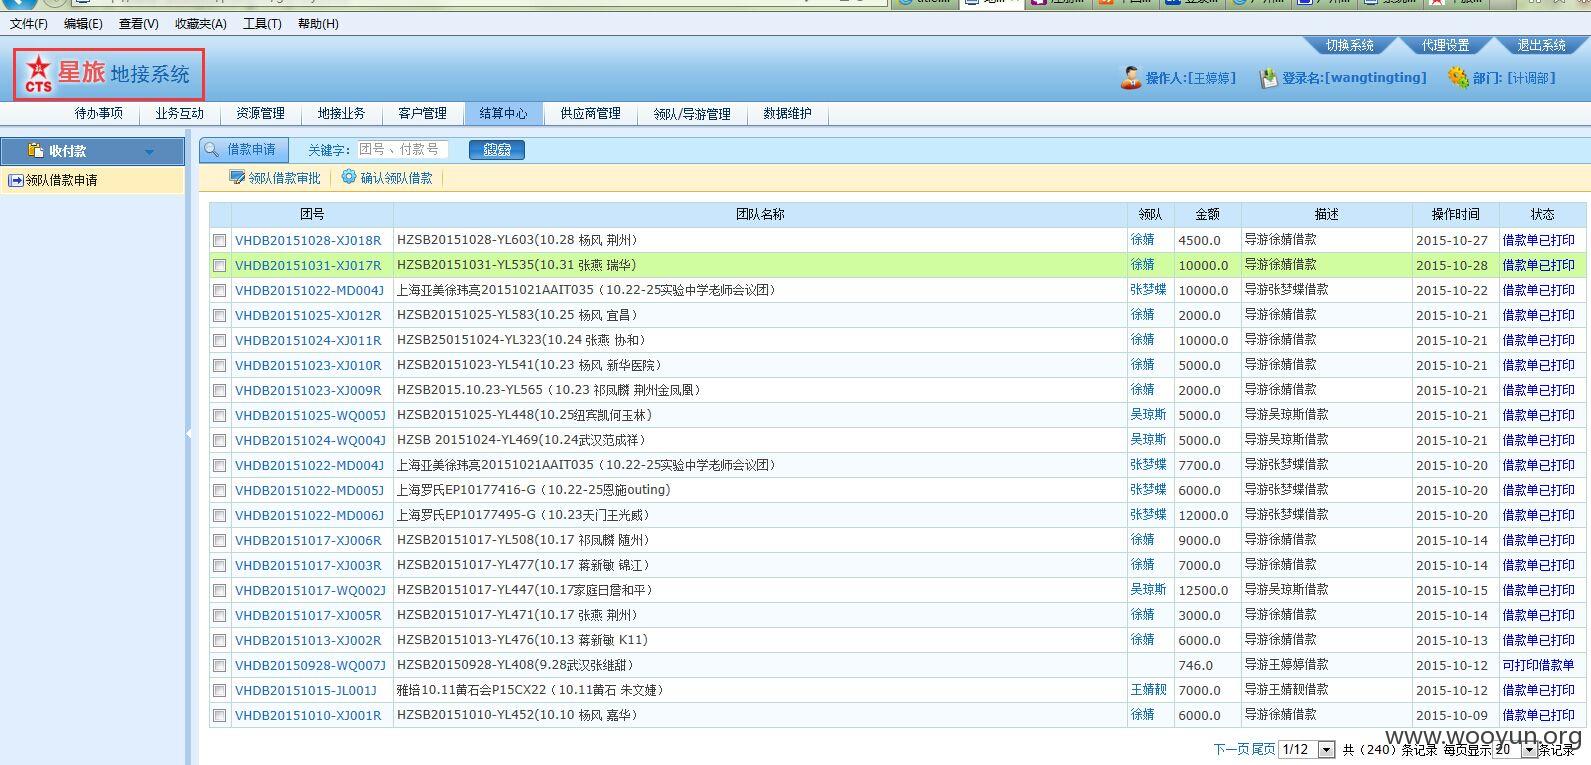 文件(F) 编辑(E) 查看(V) 收藏夹(A) 工具(T) 帮助(H)
切换系统 代理设置 退出系统
CTS 星旅 地接系统
操作人:[王婷婷] 登录名:[wangtingting] 部门: [计调部]
待办事项 业务互动 资源管理 地接业务 客户管理 结算中心 供应商管理 领队/导游管理 数据维护
收付款
领队借款申请
借款申请 关键字: 团号、付款号 搜索
领队借款审批 确认领队借款
团号 团队名称 领队 金额 描述 操作时间 状态
VHDB20151028-XJ018R HZSB20151028-YL603(10.28 杨风 荆州) 徐婧 4500.0 导游徐婧借款 2015-10-27 借款单已打印
VHDB20151031-XJ017R HZSB20151031-YL535(10.31 张燕 瑞华) 徐婧 10000.0 导游徐婧借款 2015-10-28 借款单已打印
VHDB20151022-MD004J 上海亚美徐玮亮20151021AAIT035（10.22-25实验中学老师会议团） 张梦蝶 10000.0 导游张梦蝶借款 2015-10-22 借款单已打印
VHDB20151025-XJ012R HZSB20151025-YL583(10.25 杨风 宜昌） 徐婧 2000.0 导游徐婧借款 2015-10-21 借款单已打印
VHDB20151024-XJ011R HZSB250151024-YL323(10.24 张燕 协和） 徐婧 10000.0 导游徐婧借款 2015-10-21 借款单已打印
VHDB20151023-XJ010R HZSB20151023-YL541(10.23 杨风 新华医院） 徐婧 5000.0 导游徐婧借款 2015-10-21 借款单已打印
VHDB20151023-XJ009R HZSB2015.10.23-YL565（10.23 祁凤麟 荆州金凤凰） 徐婧 2000.0 导游徐婧借款 2015-10-21 借款单已打印
VHDB20151025-WQ005J HZSB20151025-YL448(10.25纽宾凯何玉林） 吴琼斯 5000.0 导游吴琼斯借款 2015-10-21 借款单已打印
VHDB20151024-WQ004J HZSB 20151024-YL469(10.24武汉范成祥） 吴琼斯 5000.0 导游吴琼斯借款 2015-10-21 借款单已打印
VHDB20151022-MD004J 上海亚美徐玮亮20151021AAIT035（10.22-25实验中学老师会议团） 张梦蝶 7700.0 导游张梦蝶借款 2015-10-20 借款单已打印
VHDB20151022-MD005J 上海罗氏EP10177416-G（10.22-25恩施outing） 张梦蝶 6000.0 导游张梦蝶借款 2015-10-20 借款单已打印
VHDB20151022-MD006J 上海罗氏EP10177495-G（10.23天门王光威） 张梦蝶 12000.0 导游张梦蝶借款 2015-10-20 借款单已打印
VHDB20151017-XJ006R HZSB20151017-YL508(10.17 祁凤麟 随州） 徐婧 9000.0 导游徐婧借款 2015-10-14 借款单已打印
VHDB20151017-XJ003R HZSB20151017-YL477(10.17 蒋新敏 锦江） 徐婧 7000.0 导游徐婧借款 2015-10-14 借款单已打印
VHDB20151017-WQ002J HZSB20151017-YL447(10.17家庭日詹和平） 吴琼斯 12500.0 导游吴琼斯借款 2015-10-15 借款单已打印
VHDB20151017-XJ005R HZSB20151017-YL471(10.17 张燕 荆州） 徐婧 3000.0 导游徐婧借款 2015-10-14 借款单已打印
VHDB20151013-XJ002R HZSB20151013-YL476(10.13 蒋新敏 K11) 徐婧 6000.0 导游徐婧借款 2015-10-13 借款单已打印
VHDB20150928-WQ007J HZSB20150928-YL408(9.28武汉张继甜） 746.0 导游王婷婷借款 2015-10-12 可打印借款单
VHDB20151015-JL001J 雅培10.11黄石会P15CX22（10.11黄石 朱文婕） 王婧靓 7000.0 导游王婧靓借款 2015-10-12 借款单已打印
VHDB20151010-XJ001R HZSB20151010-YL452(10.10 杨风 嘉华） 徐婧 6000.0 导游徐婧借款 2015-10-09 借款单已打印
下一页 尾页 1/12 共（240）条记录 每页显示 20 条记录
www.wooyun.org